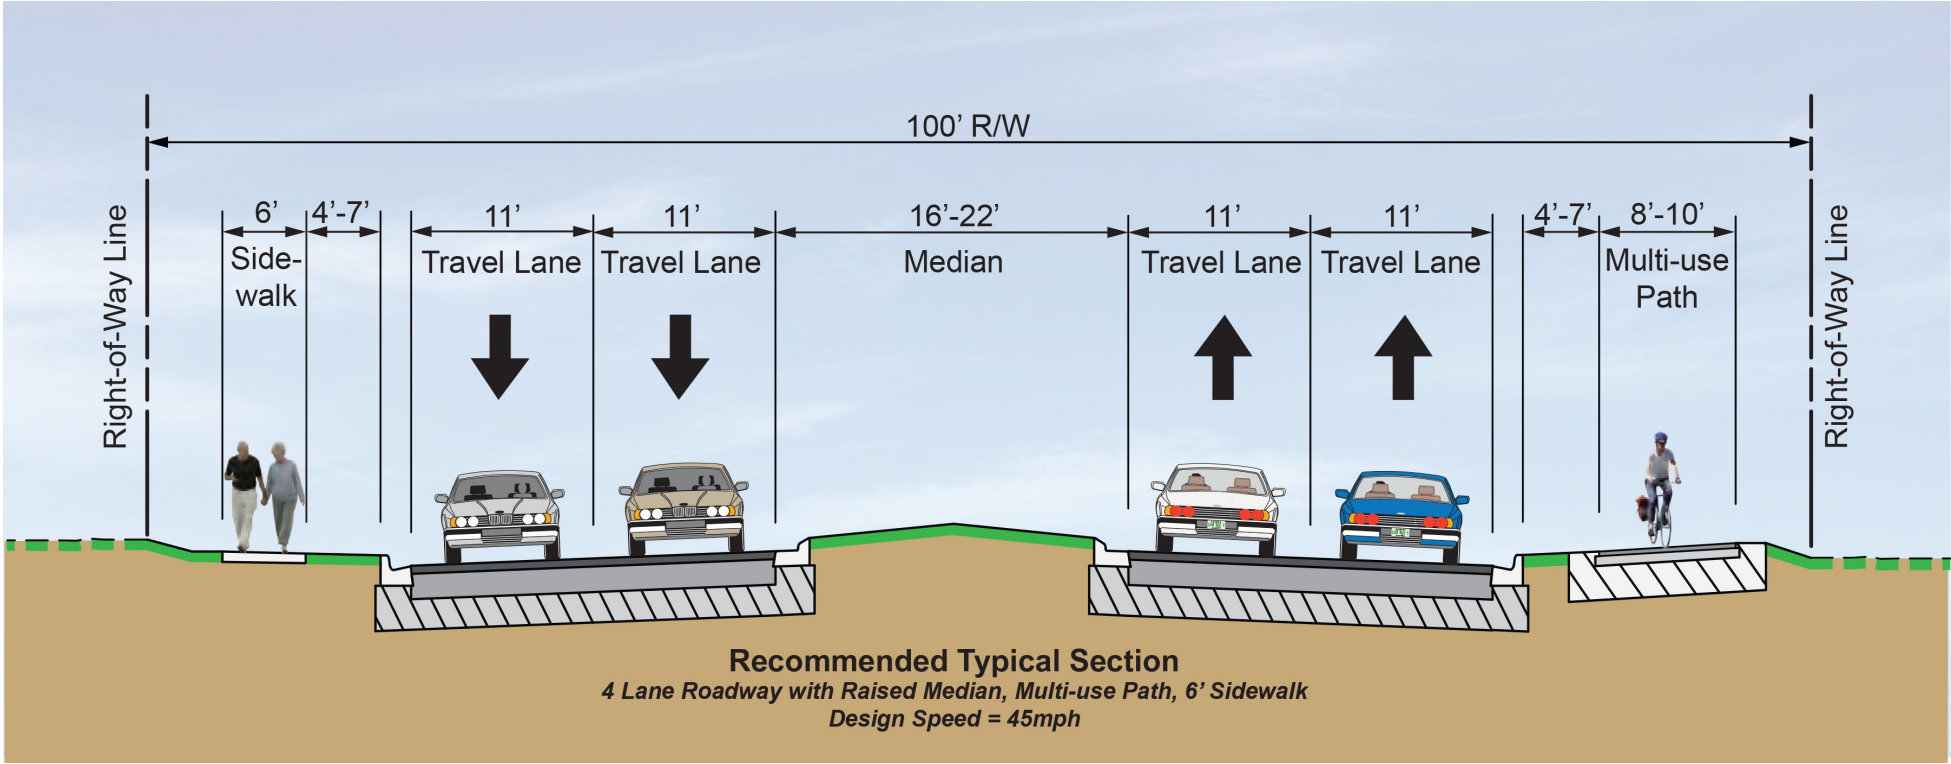 100’ R/W
6’
4’-7’
11’
11’
16’-22’
11’
11’
4’-7’
8’-10’
Side-
walk
Travel Lane
Travel Lane
Median
Travel Lane
Travel Lane
Multi-use
Path
Right-of-Way Line
Right-of-Way Line
Recommended Typical Section
4 Lane Roadway with Raised Median, Multi-use Path, 6’ Sidewalk
Design Speed = 45mph